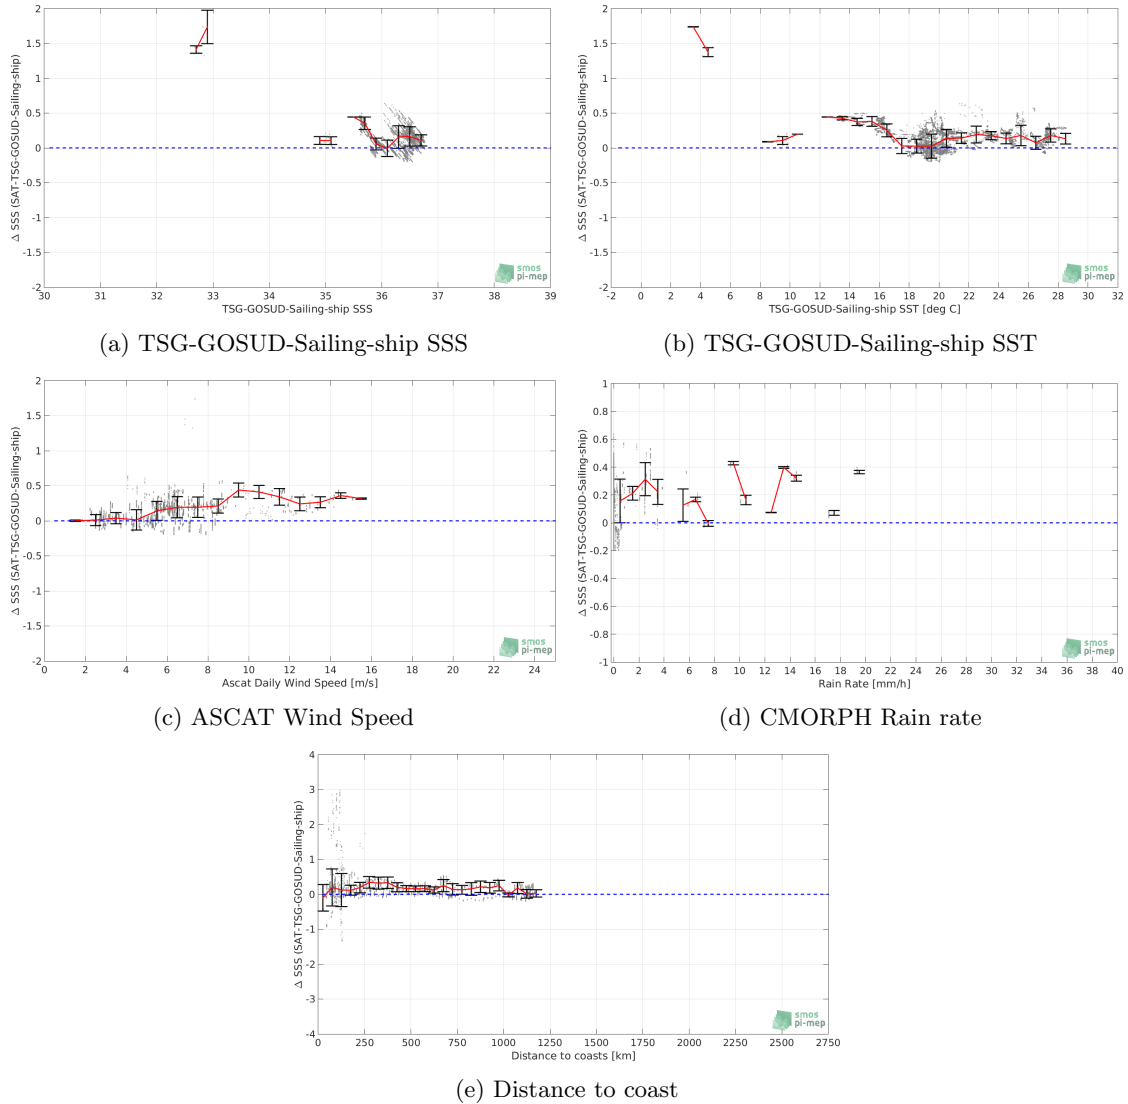 Δ SSS (SAT-TSG-GOSUD-Sailing-ship)
2
1.5
1
0.5
0
-0.5
-1
-1.5
-2
30 31 32 33 34 35 36 37 38 39
TSG-GOSUD-Sailing-ship SSS
smos
pi-mep
(a) TSG-GOSUD-Sailing-ship SSS
Δ SSS (SAT-TSG-GOSUD-Sailing-ship)
2
1.5
1
0.5
0
-0.5
-1
-1.5
-2
-2 0 2 4 6 8 10 12 14 16 18 20 22 24 26 28 30 32
TSG-GOSUD-Sailing-ship SST [deg C]
smos
pi-mep
(b) TSG-GOSUD-Sailing-ship SST
Δ SSS (SAT-TSG-GOSUD-Sailing-ship)
2
1.5
1
0.5
0
-0.5
-1
-1.5
-2
0 2 4 6 8 10 12 14 16 18 20 22 24
Ascat Daily Wind Speed [m/s]
smos
pi-mep
(c) ASCAT Wind Speed
Δ SSS (SAT-TSG-GOSUD-Sailing-ship)
1
0.8
0.6
0.4
0.2
0
-0.2
-0.4
-0.6
-0.8
-1
0 2 4 6 8 10 12 14 16 18 20 22 24 26 28 30 32 34 36 38 40
Rain Rate [mm/h]
smos
pi-mep
(d) CMORPH Rain rate
Δ SSS (SAT-TSG-GOSUD-Sailing-ship)
4
3
2
1
0
-1
-2
-3
-4
0 250 500 750 1000 1250 1500 1750 2000 2250 2500 2750
Distance to coasts [km]
smos
pi-mep
(e) Distance to coast